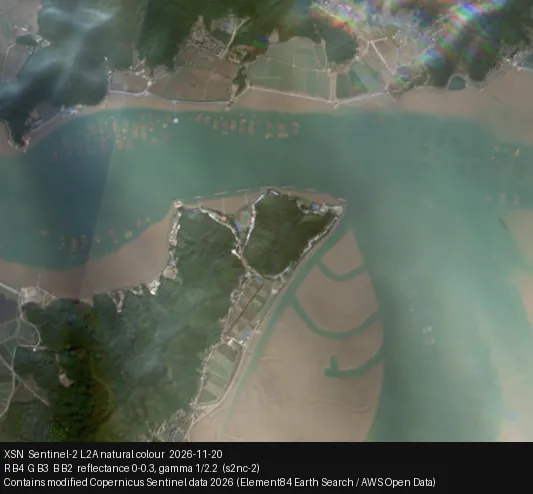 XSN Sentinel-2 L2A natural colour 2026-11-20
R B4 G B3 B B2 reflectance 0-0.3, gamma 1/2.2 (s2nc-2)
Contains modified Copernicus Sentinel data 2026 (Element84 Earth Search / AWS Open Data)